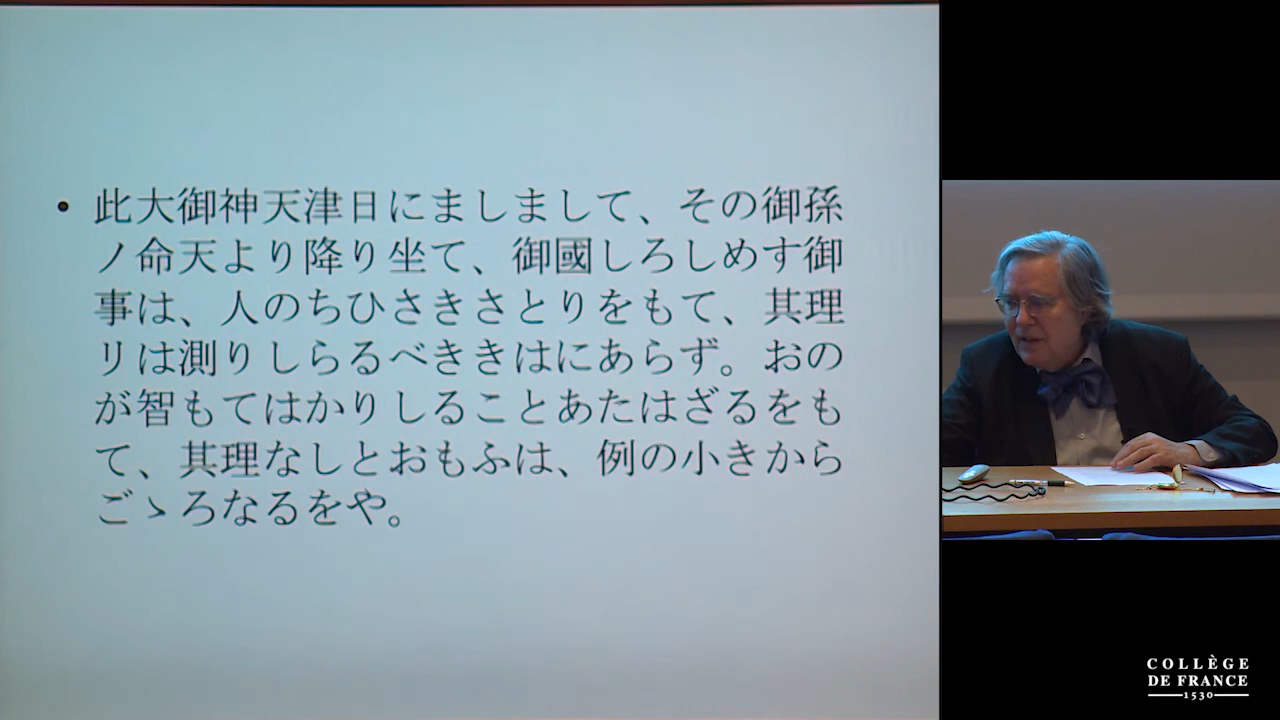 • 此大御神天津日にましまして、その御孫
ノ命天より降り坐て、御國しろしめす御
事は、人のちひさきさとりをもて、其理
リは測りしらるべききはにあらず。おの
が智もてはかりしることあたはざるをも
て、其理なしとおもふは、例の小きから
ごゝろなるをや。
COLLÈGE
DE FRANCE
1530